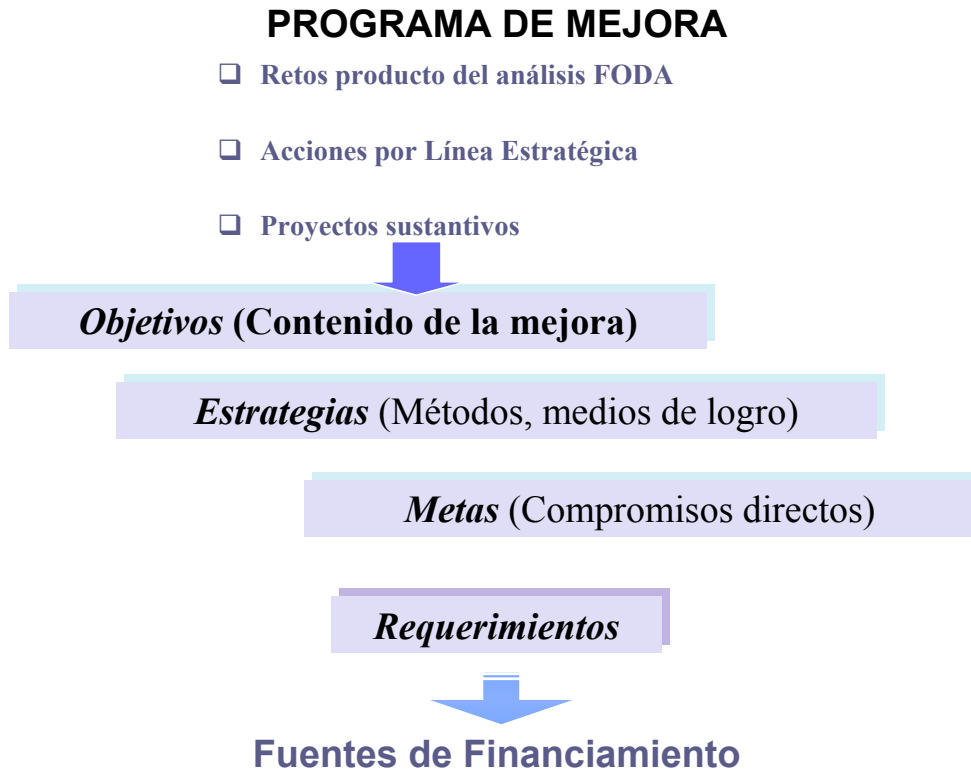 PROGRAMA DE MEJORA
Retos producto del análisis FODA
Acciones por Línea Estratégica
Proyectos sustantivos
Objetivos (Contenido de la mejora)
Estrategias (Métodos, medios de logro)
Metas (Compromisos directos)
Requerimientos
Fuentes de Financiamiento